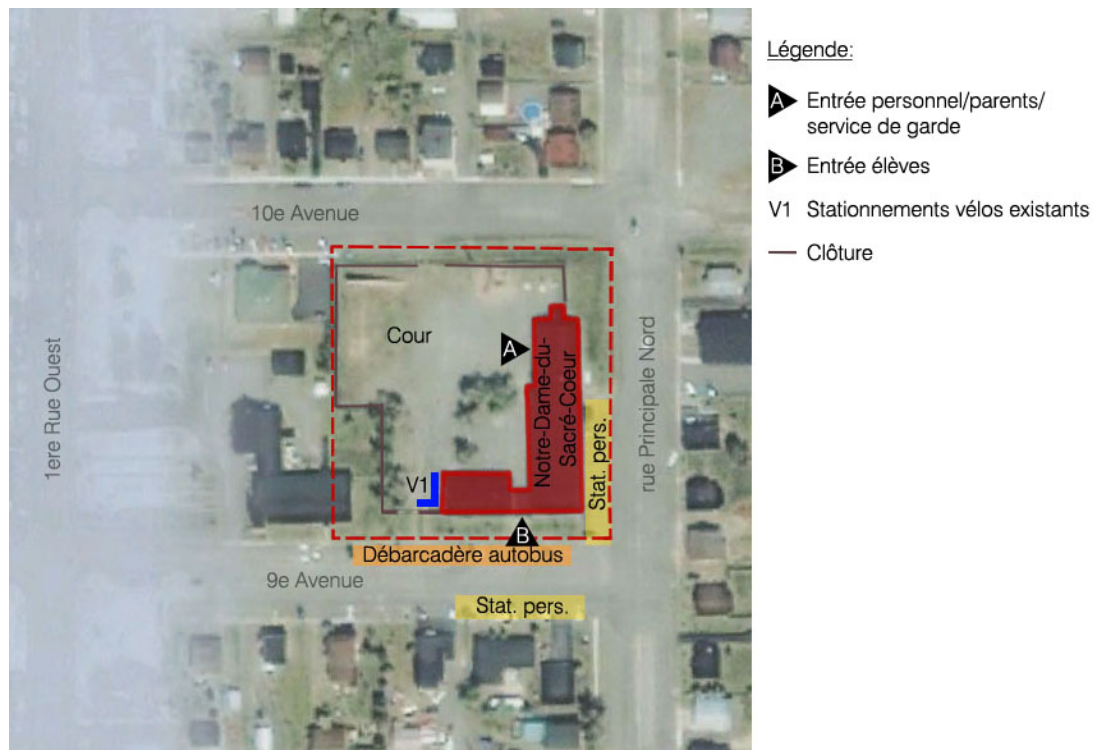 Légende:
A Entrée personnel/parents/
service de garde
B Entrée élèves
V1 Stationnements vélos existants
Clôture
10e Avenue
1ere Rue Ouest
Cour
A
Notre-Dame-du-
Sacré-Coeur
rue Principale Nord
Stat. pers.
V1
B
Débarcadère autobus
9e Avenue
Stat. pers.